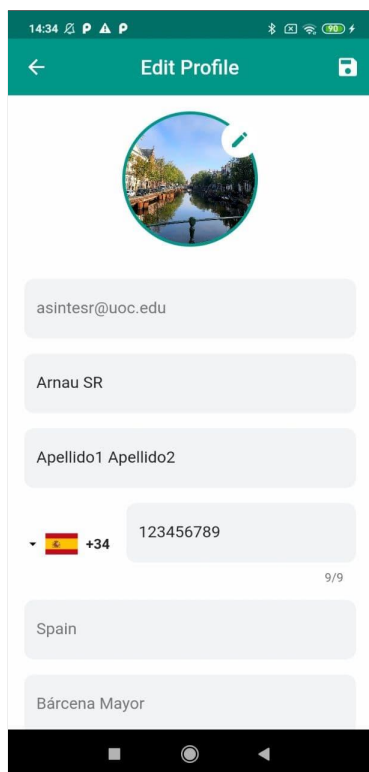 14:34
90
Edit Profile
asintesr@uoc.edu
Arnau SR
Apellido1 Apellido2
+34 123456789
9/9
Spain
Bárcena Mayor